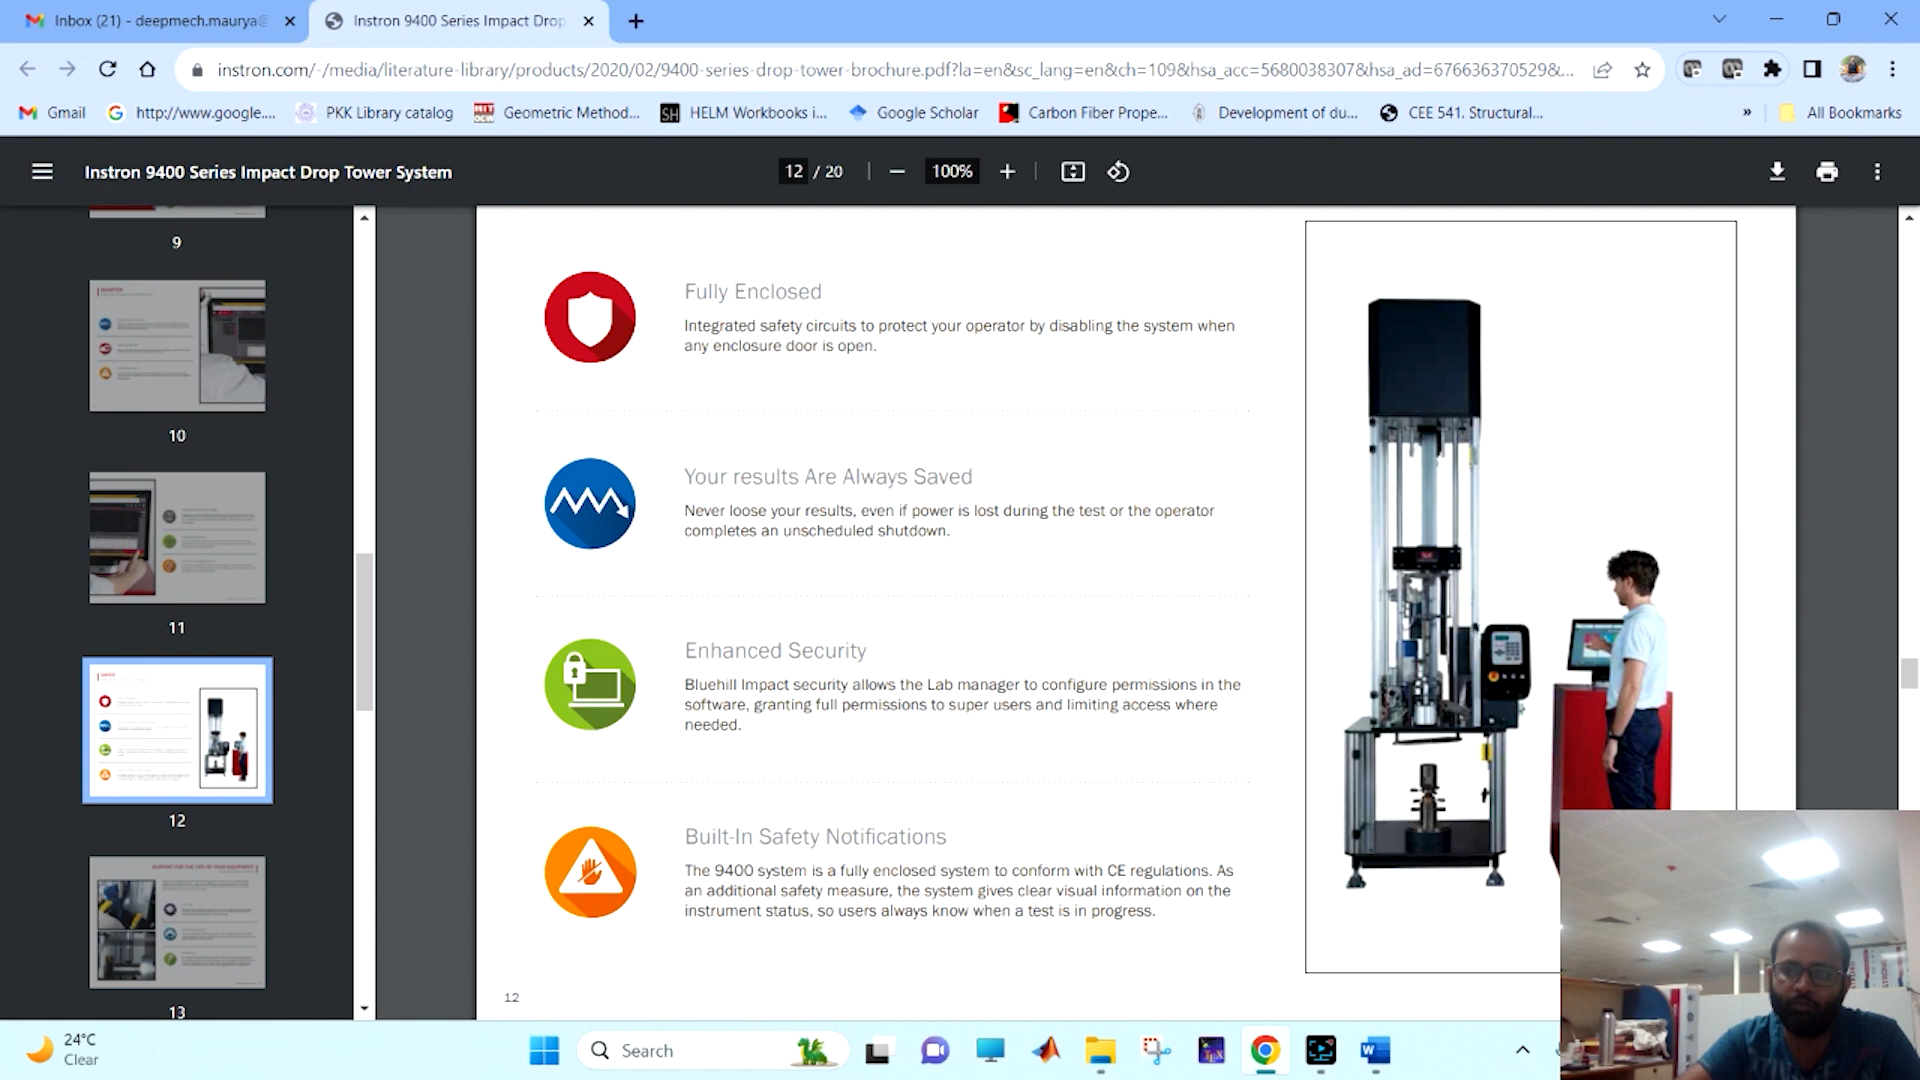 Inbox (21) - deepmech.maurya@
Instron 9400 Series Impact Drop
instron.com/-/media/literature-library/products/2020/02/9400-series-drop-tower-brochure.pdf?la=en&sc_lang=en&ch=109&hsa_acc=5680038307&hsa_ad=676636370529&...
Gmail
http://www.google....
PKK Library catalog
Geometric Method...
HELM Workbooks i...
Google Scholar
Carbon Fiber Prope...
Development of du...
CEE 541. Structural...
»
All Bookmarks
Instron 9400 Series Impact Drop Tower System
12 / 20
100%
9
10
11
12
13
Fully Enclosed
Integrated safety circuits to protect your operator by disabling the system when
any enclosure door is open.
Your results Are Always Saved
Never loose your results, even if power is lost during the test or the operator
completes an unscheduled shutdown.
Enhanced Security
Bluehill Impact security allows the Lab manager to configure permissions in the
software, granting full permissions to super users and limiting access where
needed.
Built-In Safety Notifications
The 9400 system is a fully enclosed system to conform with CE regulations. As
an additional safety measure, the system gives clear visual information on the
instrument status, so users always know when a test is in progress.
12
24°C
Clear
Search